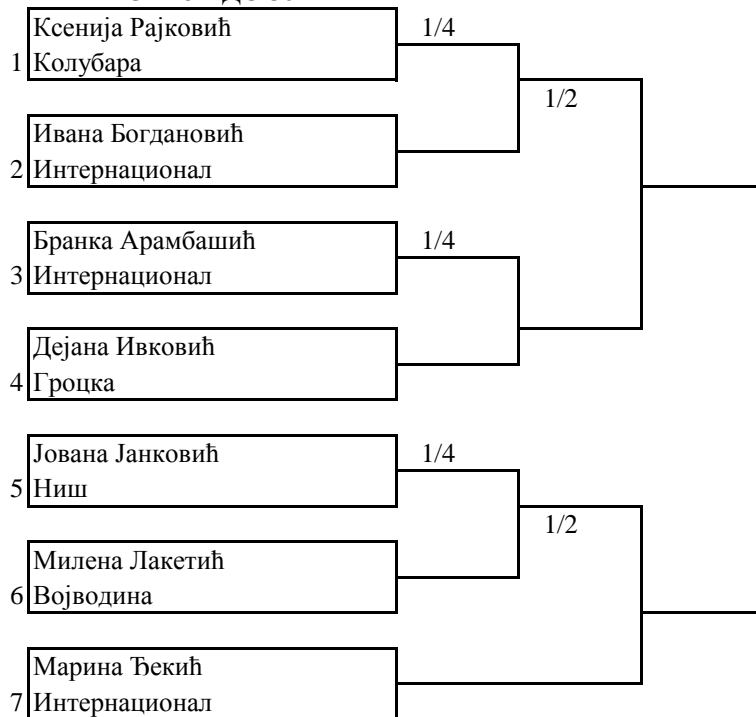 Ксенија Рајковић
1/4
1 Колубара
1/2
Ивана Богдановић
2 Интернационал
Бранка Арамбашић
1/4
3 Интернационал
Дејана Ивковић
4 Гроцка
Јована Јанковић
1/4
5 Ниш
1/2
Милена Лакетић
6 Војводина
Марина Ђекић
7 Интернационал